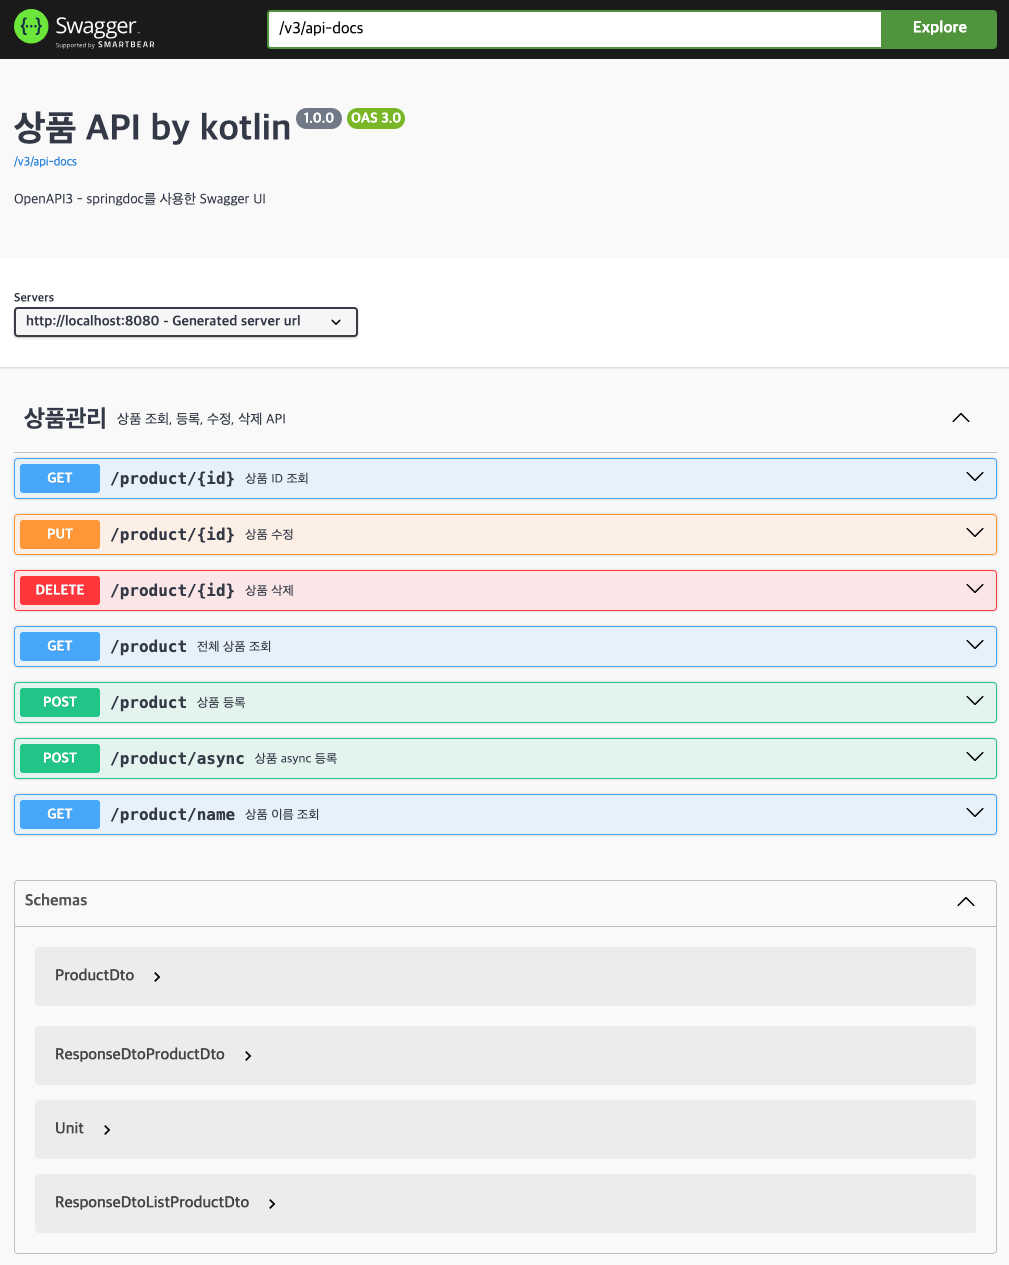 Swagger
Supported by SMARTBEAR
/v3/api-docs
Explore
상품 API by kotlin 1.0.0 OAS 3.0
/v3/api-docs
OpenAPI3 - springdoc를 사용한 Swagger UI
Servers
http://localhost:8080 - Generated server url
상품관리 상품 조회, 등록, 수정, 삭제 API
GET /product/{id} 상품 ID 조회
PUT /product/{id} 상품 수정
DELETE /product/{id} 상품 삭제
GET /product 전체 상품 조회
POST /product 상품 등록
POST /product/async 상품 async 등록
GET /product/name 상품 이름 조회
Schemas
ProductDto
ResponseDtoProductDto
Unit
ResponseDtoListProductDto